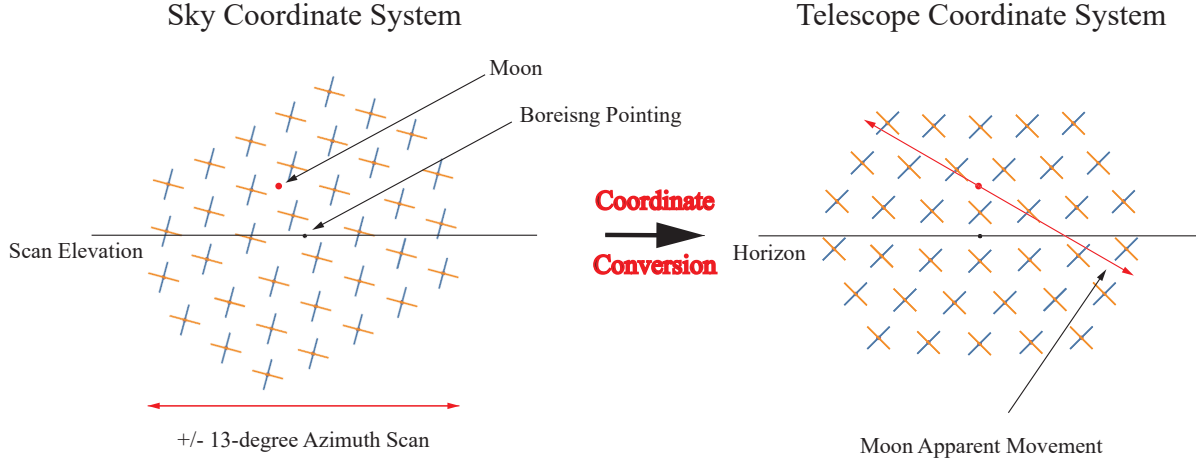 Sky Coordinate System
Telescope Coordinate System
Moon
Boreisng Pointing
Coordinate
Conversion
Scan Elevation
Horizon
+/- 13-degree Azimuth Scan
Moon Apparent Movement